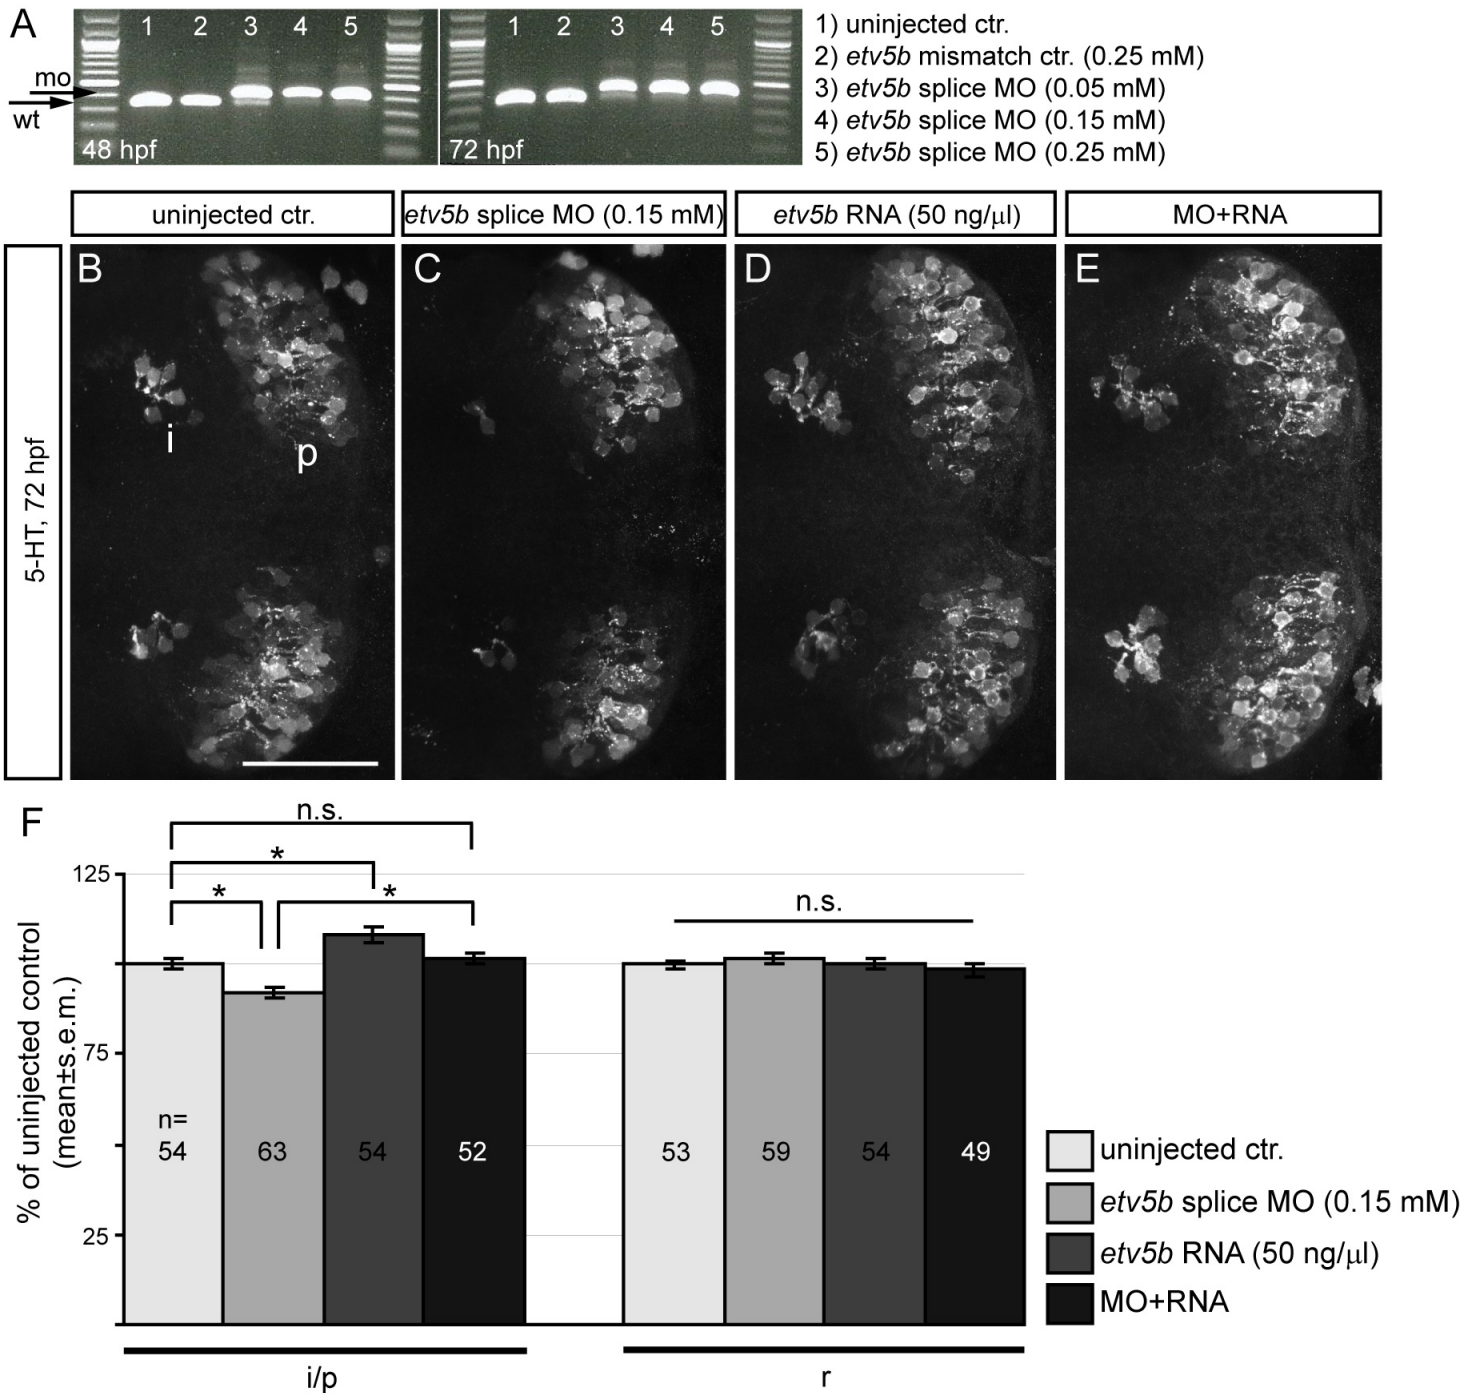 A
1 2 3 4 5
1 2 3 4 5
mo
wt
48 hpf
72 hpf
1) uninjected ctr.
2) etv5b mismatch ctr. (0.25 mM)
3) etv5b splice MO (0.05 mM)
4) etv5b splice MO (0.15 mM)
5) etv5b splice MO (0.25 mM)
uninjected ctr.
etv5b splice MO (0.15 mM)
etv5b RNA (50 ng/μl)
MO+RNA
5-HT, 72 hpf
B
i
p
C
D
E
F
n.s.
*
* *
n.s.
125
75
25
% of uninjected control
(mean±s.e.m.)
n=
54 63 54 52
53 59 54 49
i/p
r
uninjected ctr.
etv5b splice MO (0.15 mM)
etv5b RNA (50 ng/μl)
MO+RNA